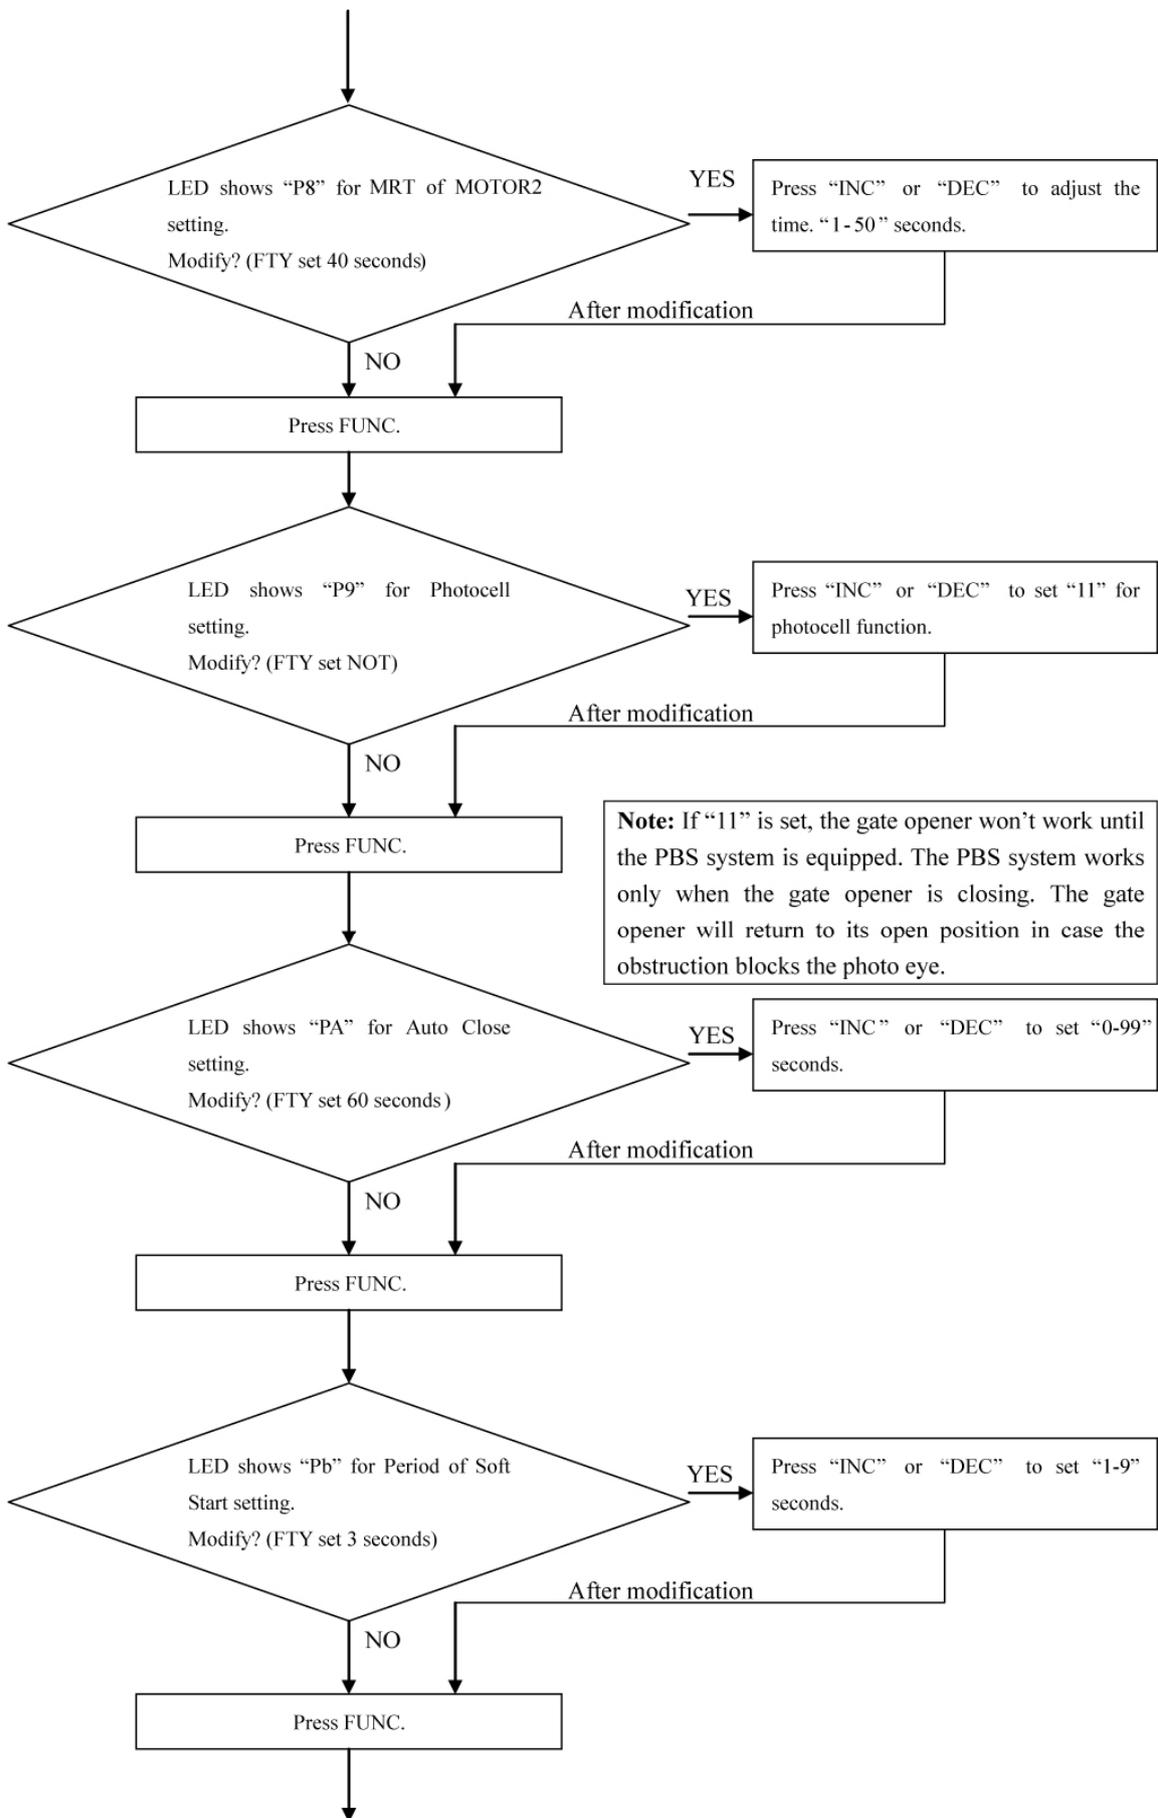 LED shows “P8” for MRT of MOTOR2
setting.
Modify? (FTY set 40 seconds)
YES
Press “INC” or “DEC” to adjust the
time. “1-50” seconds.
After modification
NO
Press FUNC.
LED shows “P9” for Photocell
setting.
Modify? (FTY set NOT)
YES
Press “INC” or “DEC” to set “11” for
photocell function.
After modification
NO
Press FUNC.
Note: If “11” is set, the gate opener won’t work until
the PBS system is equipped. The PBS system works
only when the gate opener is closing. The gate
opener will return to its open position in case the
obstruction blocks the photo eye.
LED shows “PA” for Auto Close
setting.
Modify? (FTY set 60 seconds)
YES
Press “INC” or “DEC” to set “0-99”
seconds.
After modification
NO
Press FUNC.
LED shows “Pb” for Period of Soft
Start setting.
Modify? (FTY set 3 seconds)
YES
Press “INC” or “DEC” to set “1-9”
seconds.
After modification
NO
Press FUNC.